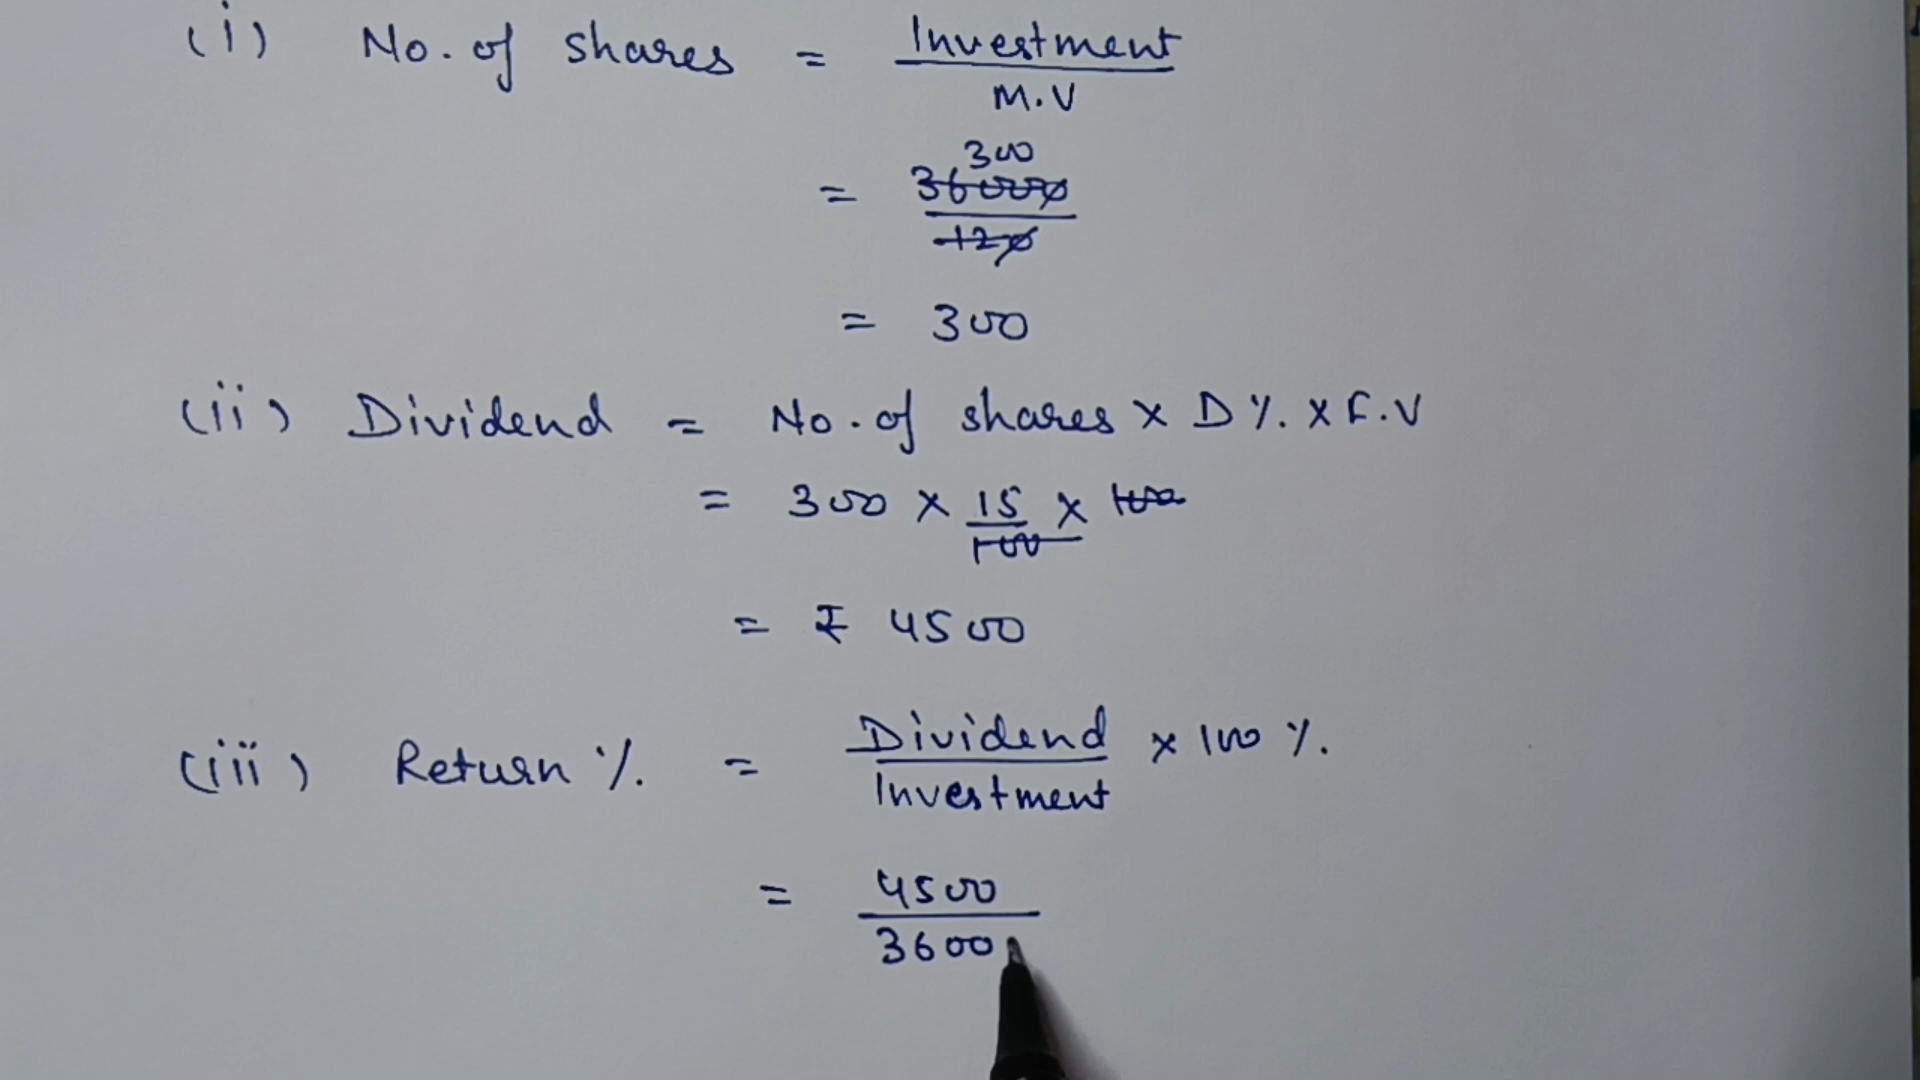 (i) No. of shares = Investment / M.V
300
= 36000 / 120
= 300
(ii) Dividend = No. of shares × D % × F.V
= 300 × 15/100 × 100
= ₹ 4500
(iii) Return % = Dividend / Investment × 100 %
= 4500 / 3600